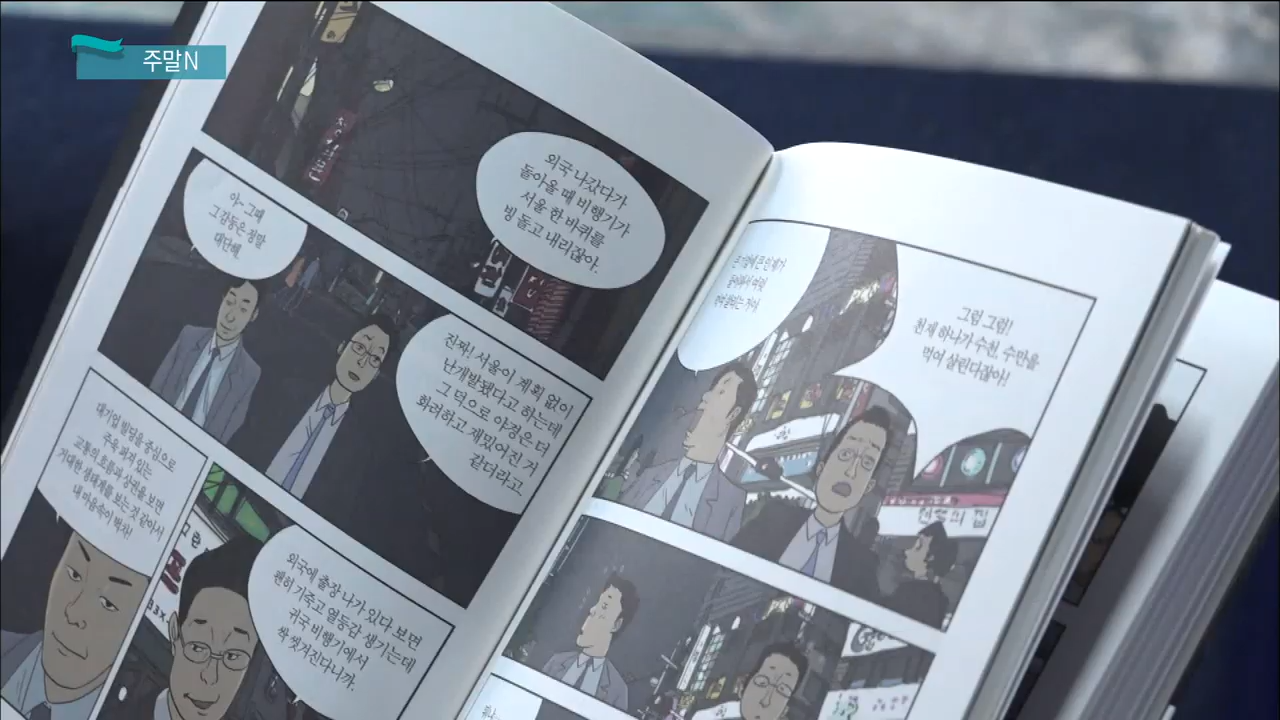 주말N
외국 나갔다가
돌아올 때 비행기가
서울 한 바퀴를
빙 돌고 내리잖아.
아~ 그때
그 감동은 정말
대단해.
진짜! 서울이 계획 없이
난개발됐다고 하는데
그 덕으로 야경은 더
화려하고 재밌어진 거
같더라고.
대기업 빌딩을 중심으로
주욱 퍼져 있는
교통의 흐름과 상권을 보면
거대한 생태계를 보는 것 같아서
내 마음속이 벅차!
외국에 출장 나가 있다 보면
괜히 기죽고 열등감 생기는데
귀국 비행기에서
싹 씻겨진다니까.
그럼 그럼!
천재 하나가 수천, 수만을
먹여 살린다잖아!